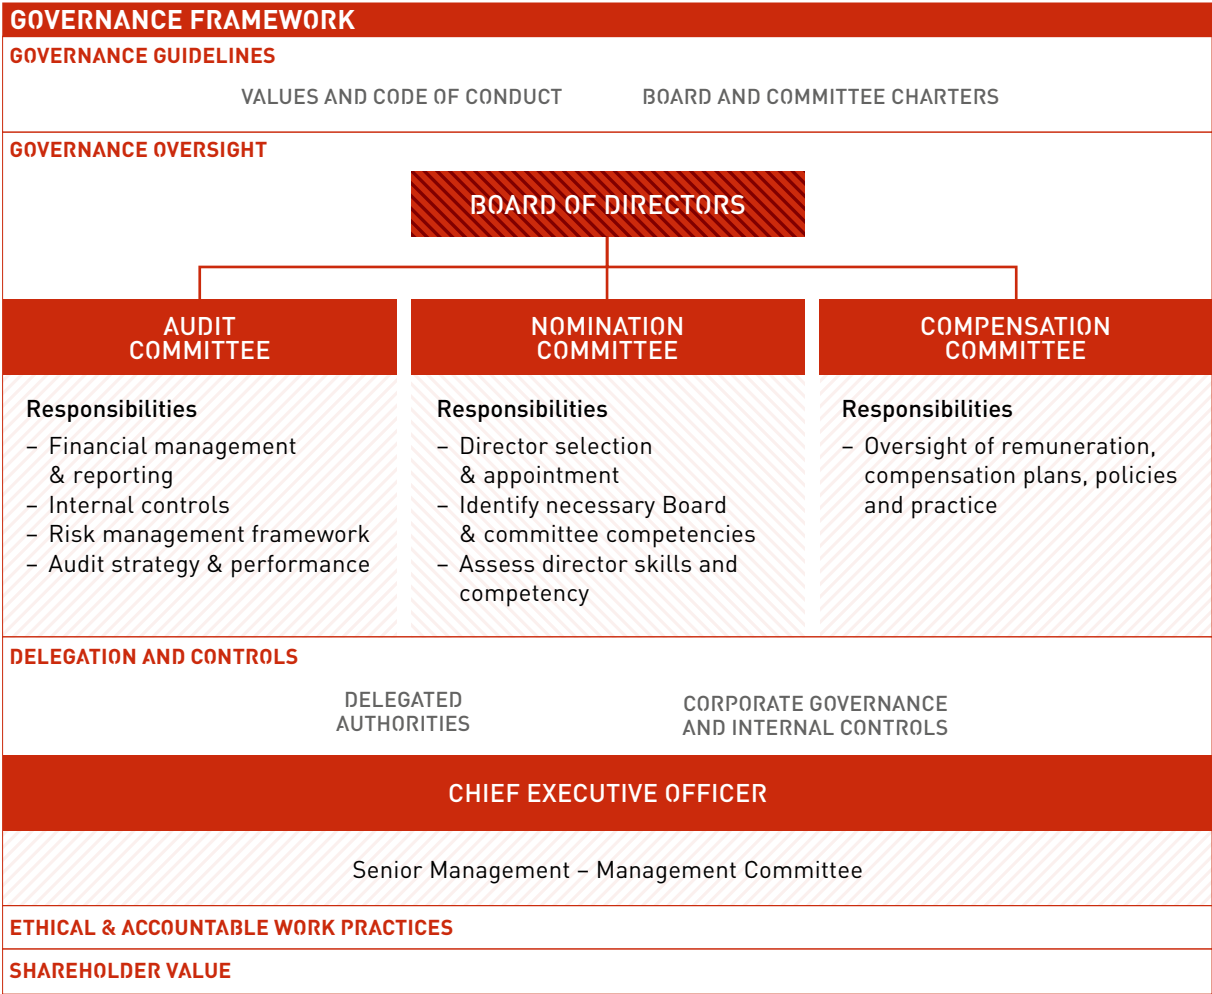 GOVERNANCE FRAMEWORK
GOVERNANCE GUIDELINES
VALUES AND CODE OF CONDUCT
BOARD AND COMMITTEE CHARTERS
GOVERNANCE OVERSIGHT
BOARD OF DIRECTORS
AUDIT
COMMITTEE
Responsibilities
– Financial management
& reporting
– Internal controls
– Risk management framework
– Audit strategy & performance
NOMINATION
COMMITTEE
Responsibilities
– Director selection
& appointment
– Identify necessary Board
& committee competencies
– Assess director skills and
competency
COMPENSATION
COMMITTEE
Responsibilities
– Oversight of remuneration,
compensation plans, policies
and practice
DELEGATION AND CONTROLS
DELEGATED
AUTHORITIES
CORPORATE GOVERNANCE
AND INTERNAL CONTROLS
CHIEF EXECUTIVE OFFICER
Senior Management – Management Committee
ETHICAL & ACCOUNTABLE WORK PRACTICES
SHAREHOLDER VALUE